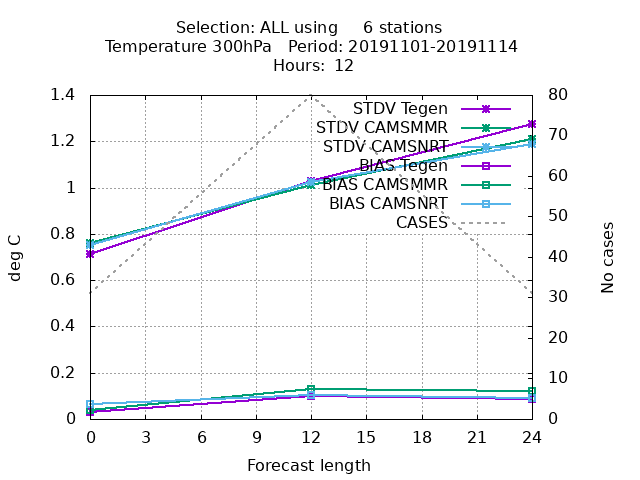 Selection: ALL using     6 stations
Temperature 300hPa   Period: 20191101-20191114
Hours: 12
1.4
1.2
1
0.8
0.6
0.4
0.2
0
deg C
80
70
60
50
40
30
20
10
0
No cases
STDV Tegen
STDV CAMSMMR
STDV CAMSNRT
BIAS Tegen
BIAS CAMSMMR
BIAS CAMSNRT
CASES
0 3 6 9 12 15 18 21 24
Forecast length